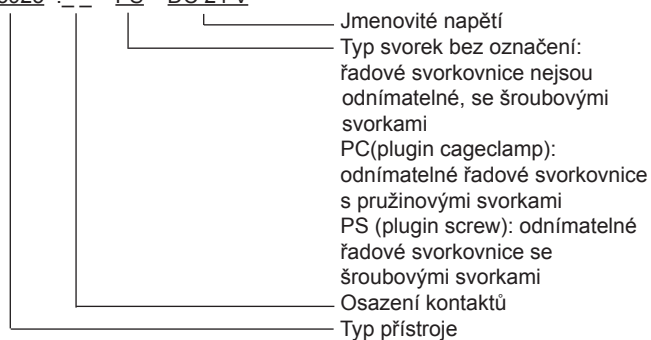 Jmenovité napětí
Typ svorek bez označení:
řadové svorkovnice nejsou
odnímatelné, se šroubovými
svorkami
PC(plugin cageclamp):
odnímatelné řadové svorkovnice
s pružinovými svorkami
PS (plugin screw): odnímatelné
řadové svorkovnice se
šroubovými svorkami
Osazení kontaktů
Typ přístroje